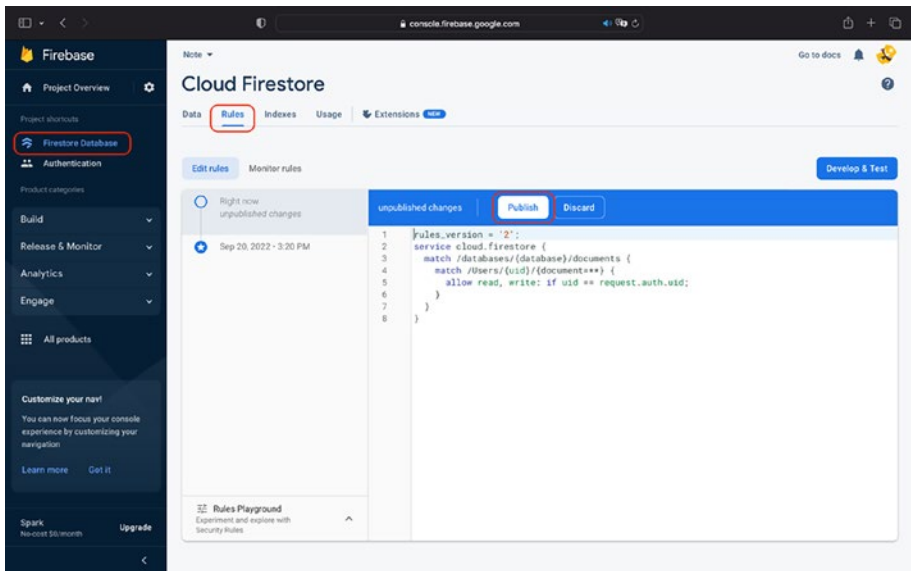 console.firebase.google.com
Firebase
Project Overview
Project shortcuts
Firestore Database
Authentication
Product categories
Build
Release & Monitor
Analytics
Engage
All products
Customize your nav!
You can now focus your console
experience by customizing your
navigation
Learn more Got it
Spark
No-cost $0/month
Upgrade
Note
Go to docs
Cloud Firestore
Data Rules Indexes Usage Extensions NEW
Edit rules Monitor rules
Develop & Test
Right now
unpublished changes
Sep 20, 2022 • 3:20 PM
Rules Playground
Experiment and explore with
Security Rules
unpublished changes Publish Discard
1 rules_version = '2';
2 service cloud.firestore {
3 match /databases/{database}/documents {
4 match /Users/{uid}/{document=**} {
5 allow read, write: if uid == request.auth.uid;
6 }
7 }
8 }